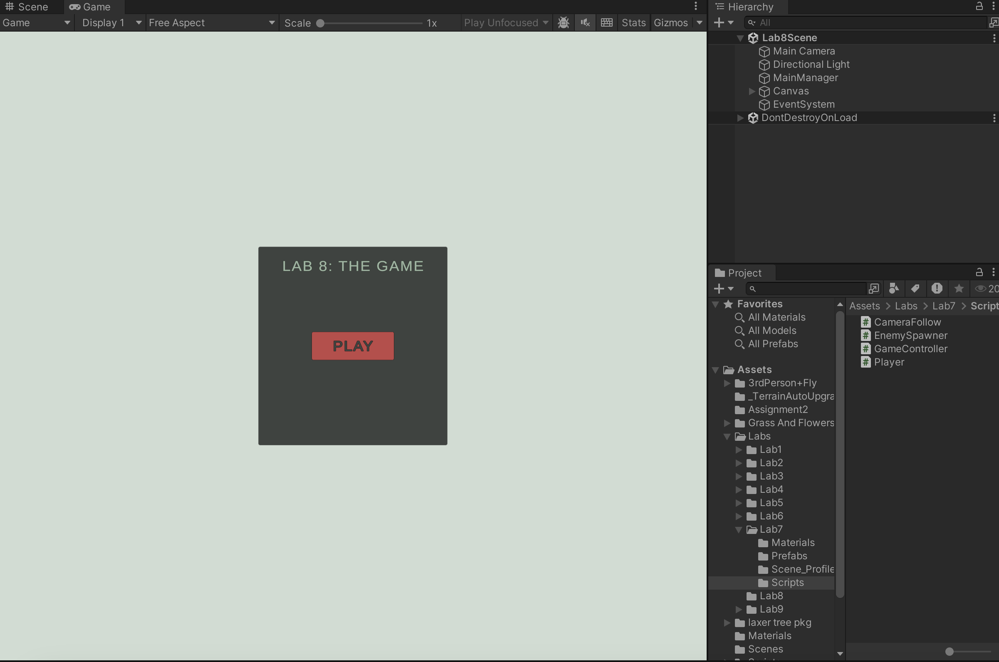 Scene Game
Game Display 1 Free Aspect Scale 1x Play Unfocused Stats Gizmos
LAB 8: THE GAME
PLAY
Hierarchy
All
Lab8Scene
Main Camera
Directional Light
MainManager
Canvas
EventSystem
DontDestroyOnLoad
Project
20
Favorites
All Materials
All Models
All Prefabs
Assets
3rdPerson+Fly
_TerrainAutoUpgra
Assignment2
Grass And Flowers
Labs
Lab1
Lab2
Lab3
Lab4
Lab5
Lab6
Lab7
Materials
Prefabs
Scene_Profile
Scripts
Lab8
Lab9
laxer tree pkg
Materials
Scenes
Assets > Labs > Lab7 > Script
# CameraFollow
# EnemySpawner
# GameController
# Player